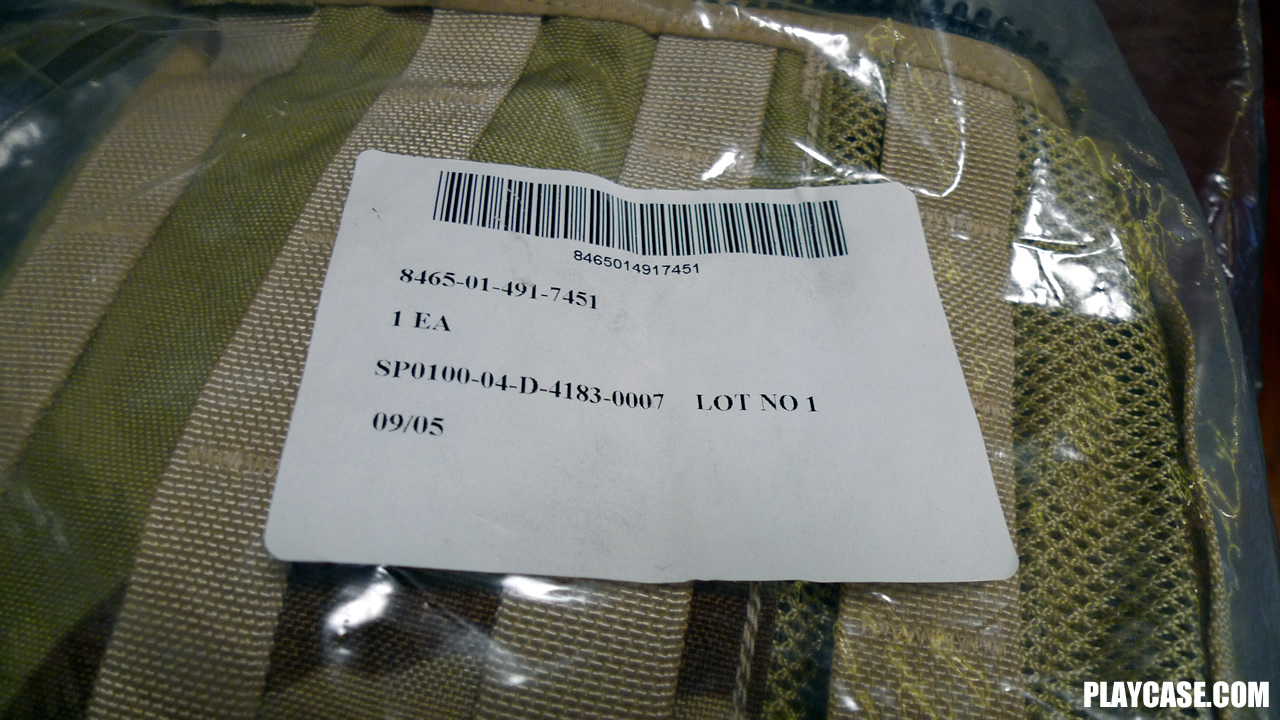 8465014917451
8465-01-491-7451
1 EA
SP0100-04-D-4183-0007 LOT NO 1
09/05
PLAYCASE.COM